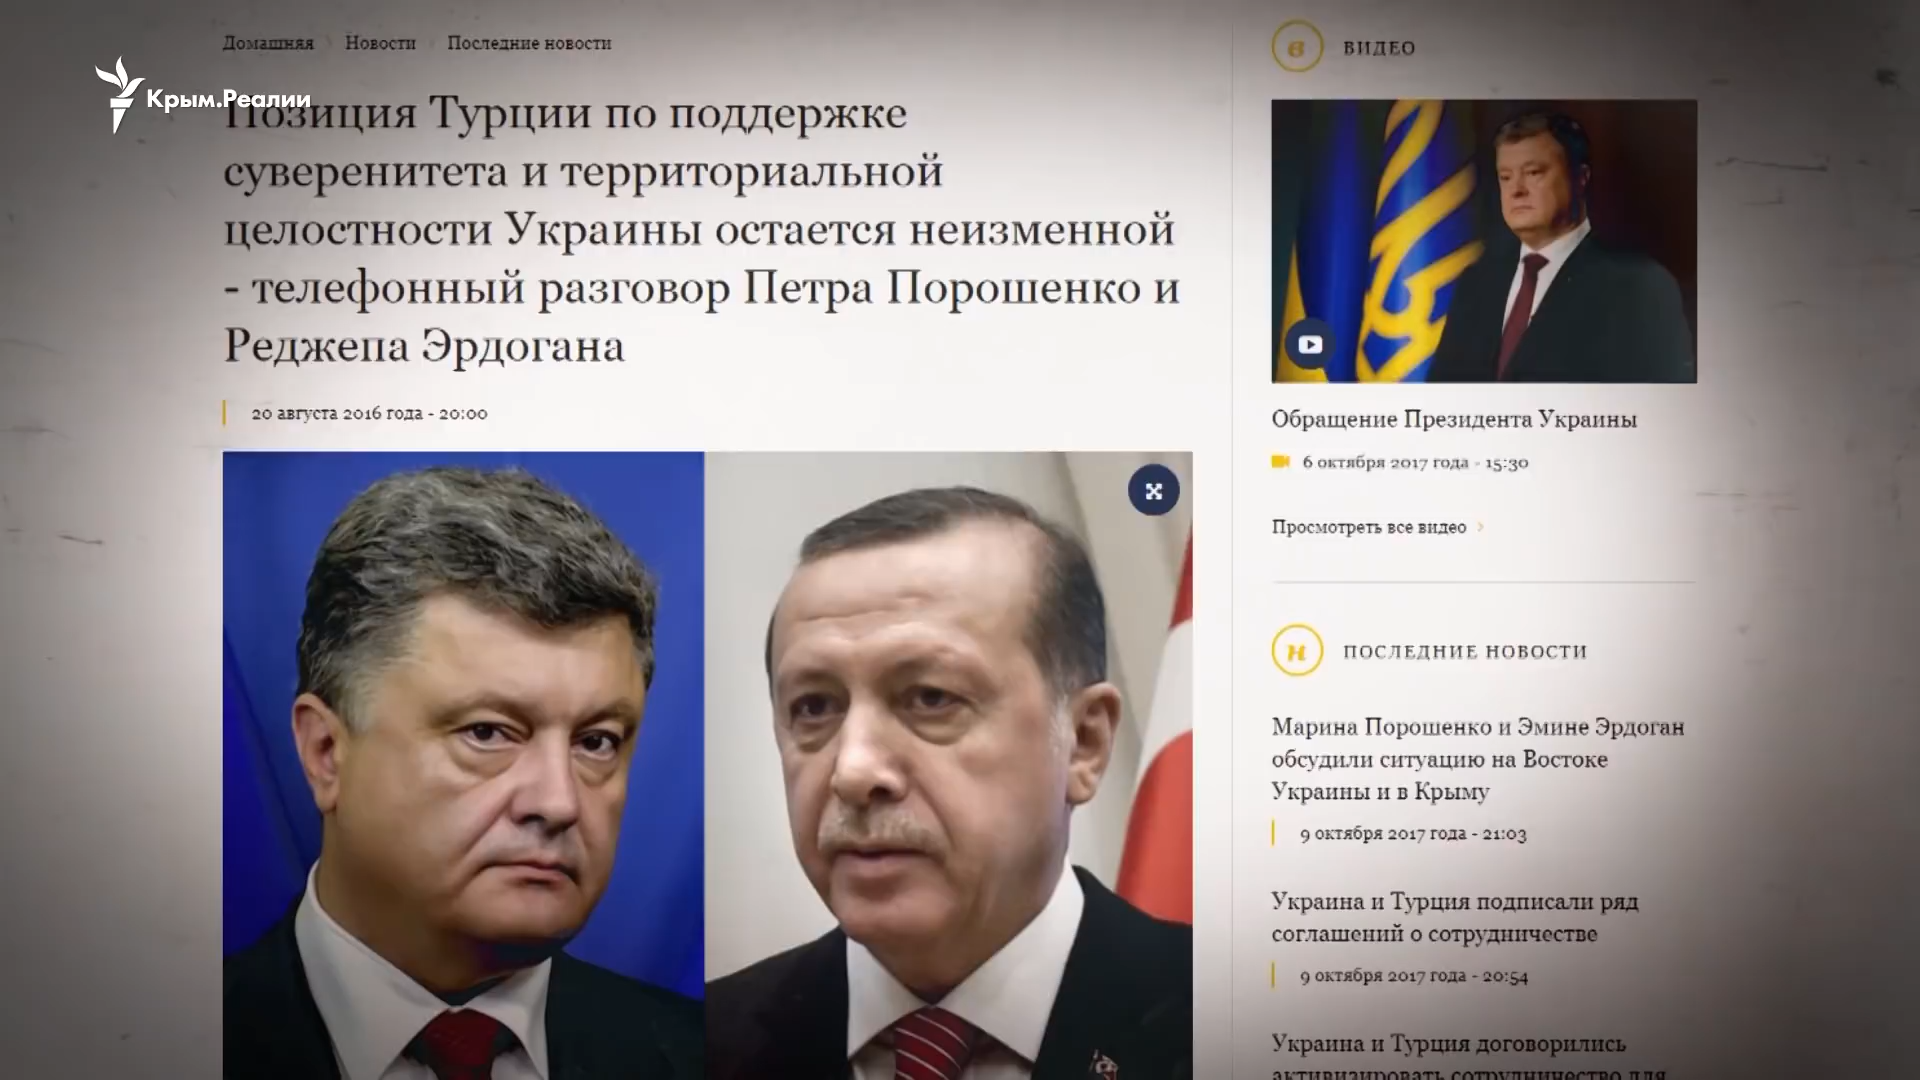 Домашняя
Новости
Последние новости
Крым.Реалии
Позиция Турции по поддержке
суверенитета и территориальной
целостности Украины остается неизменной
- телефонный разговор Петра Порошенко и
Реджепа Эрдогана
20 августа 2016 года - 20:00
в ВИДЕО
Обращение Президента Украины
6 октября 2017 года - 15:30
Просмотреть все видео
н ПОСЛЕДНИЕ НОВОСТИ
Марина Порошенко и Эмине Эрдоган
обсудили ситуацию на Востоке
Украины и в Крыму
9 октября 2017 года - 21:03
Украина и Турция подписали ряд
соглашений о сотрудничестве
9 октября 2017 года - 20:54
Украина и Турция договорились
активизировать сотрудничество для